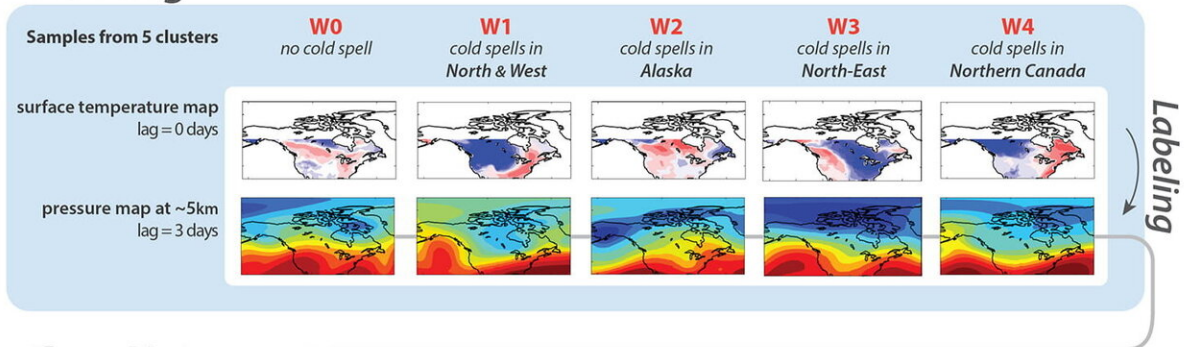 Samples from 5 clusters
W0
no cold spell
W1
cold spells in
North & West
W2
cold spells in
Alaska
W3
cold spells in
North-East
W4
cold spells in
Northern Canada
surface temperature map
lag = 0 days
pressure map at ~5km
lag = 3 days
Labeling